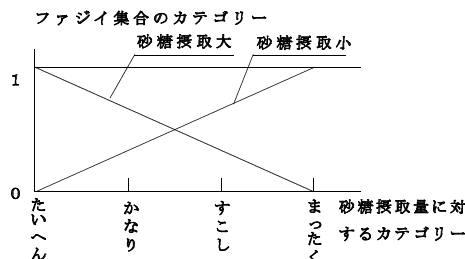 ファジイ集合のカテゴリー
砂糖摂取大
砂糖摂取小
1
0
たいへん
かなり
すこし
まったく
砂糖摂取量に対
するカテゴリー